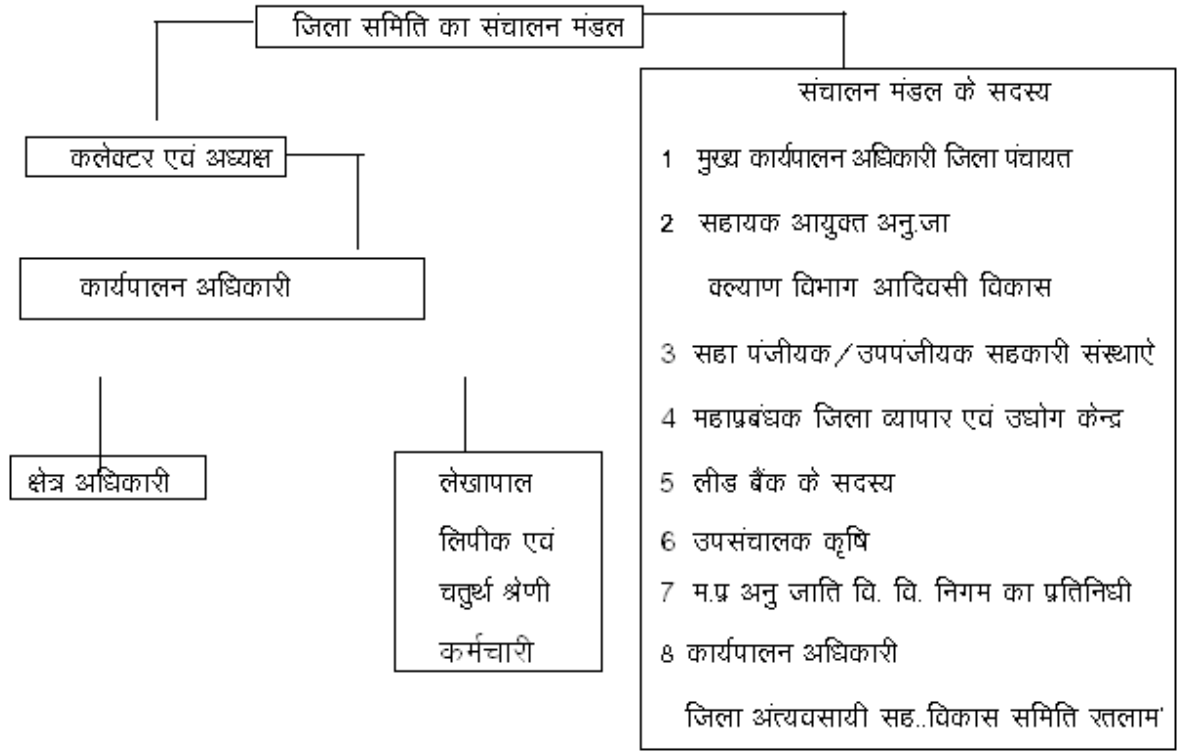 जिला समिति का संचालन मंडल
कलेक्टर एवं अध्यक्ष
कार्यपालन अधिकारी
क्षेत्र अधिकारी
लेखापाल
लिपीक एवं
चतुर्थ श्रेणी
कर्मचारी
संचालन मंडल के सदस्य
1 मुख्य कार्यपालन अधिकारी जिला पंचायत
2 सहायक आयुक्त अनु.जा
कल्याण विभाग आदिवसी विकास
3 सहा पंजीयक/उपपंजीयक सहकारी संस्थाऐ
4 महाप्रबंधक जिला व्यापार एवं उघोग केन्द्र
5 लीड बैंक के सदस्य
6 उपसंचालक कृषि
7 म.प्र अनु जाति वि. वि. निगम का प्रतिनिधी
8 कार्यपालन अधिकारी
जिला अंत्यवसायी सह..विकास समिति रतलाम'